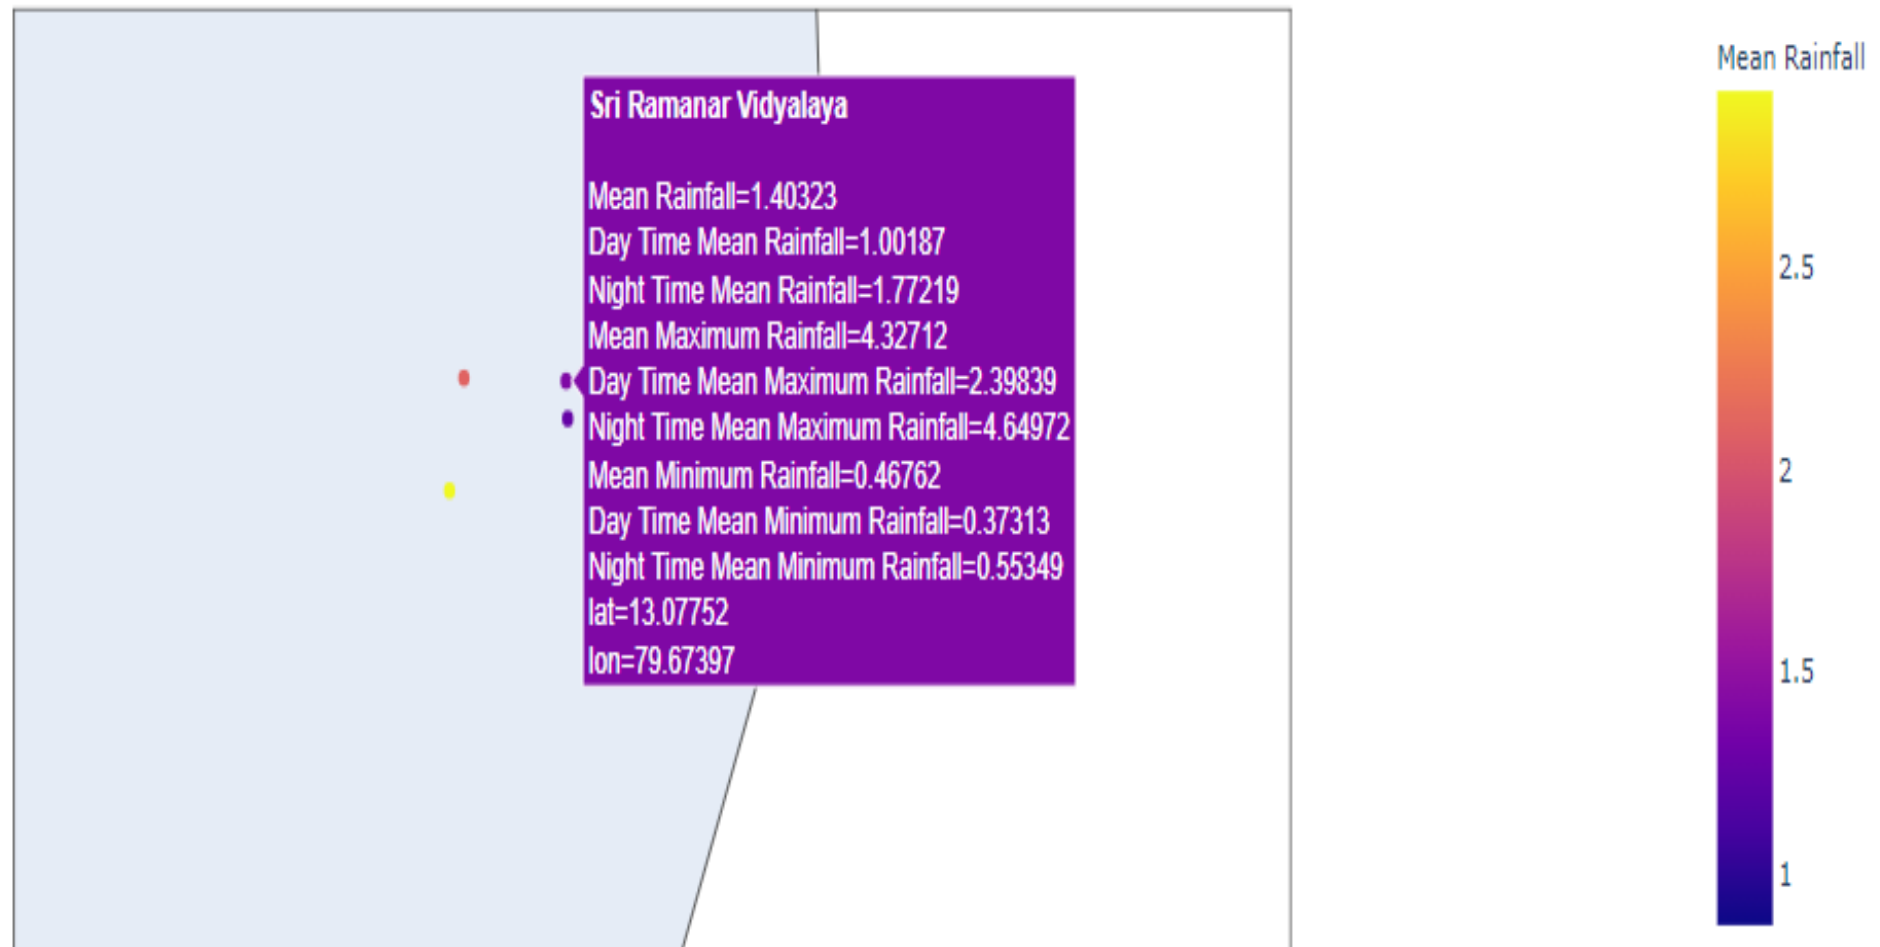 Mean Rainfall
Sri Ramanar Vidyalaya
Mean Rainfall=1.40323
Day Time Mean Rainfall=1.00187
Night Time Mean Rainfall=1.77219
Mean Maximum Rainfall=4.32712
Day Time Mean Maximum Rainfall=2.39839
Night Time Mean Maximum Rainfall=4.64972
Mean Minimum Rainfall=0.46762
Day Time Mean Minimum Rainfall=0.37313
Night Time Mean Minimum Rainfall=0.55349
lat=13.07752
lon=79.67397
2.5
2
1.5
1